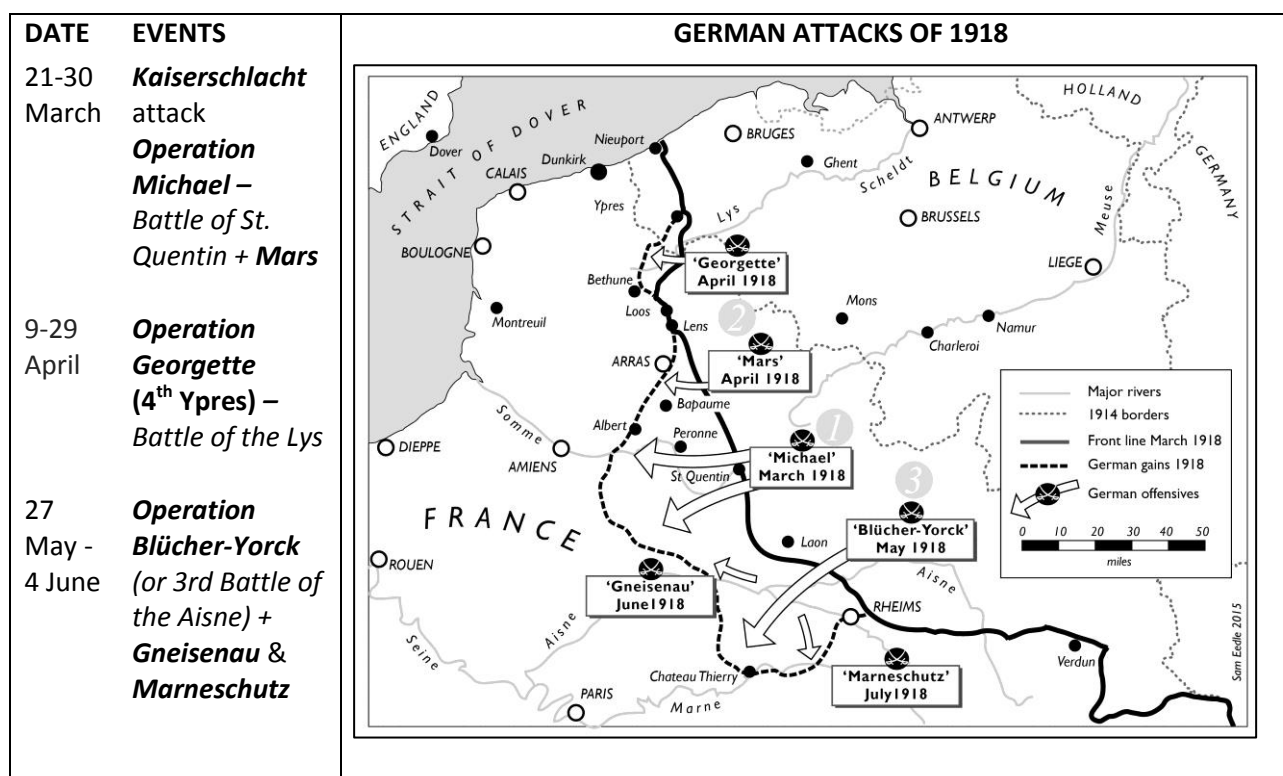 DATE EVENTS
GERMAN ATTACKS OF 1918
21-30 Kaiserschlacht
March attack
Operation
Michael –
Battle of St.
Quentin + Mars
9-29 Operation
April Georgette
(4th Ypres) –
Battle of the Lys
27 Operation
May - Blücher-Yorck
4 June (or 3rd Battle of
the Aisne) +
Gneisenau &
Marneschutz
ENGLAND
Dover
STRAIT OF DOVER
CALAIS
Dunkirk
Nieuport
BRUGES
ANTWERP
HOLLAND
GERMANY
Ghent
Scheldt
BELGIUM
Meuse
Ypres
Lys
BRUSSELS
BOULOGNE
LIEGE
'Georgette'
April 1918
Bethune
Montreuil
Loos
Lens
2
Mons
Namur
Charleroi
ARRAS
'Mars'
April 1918
Bapaume
Somme
Albert
Peronne
1
DIEPPE
AMIENS
'Michael'
March 1918
St Quentin
3
FRANCE
Laon
'Blücher-Yorck'
May 1918
ROUEN
'Gneisenau'
June1918
Aisne
Aisne
RHEIMS
Seine
Chateau Thierry
'Marneschutz'
July1918
Verdun
PARIS
Marne
Major rivers
1914 borders
Front line March 1918
German gains 1918
German offensives
0 10 20 30 40 50
miles
Sam Eedle 2015